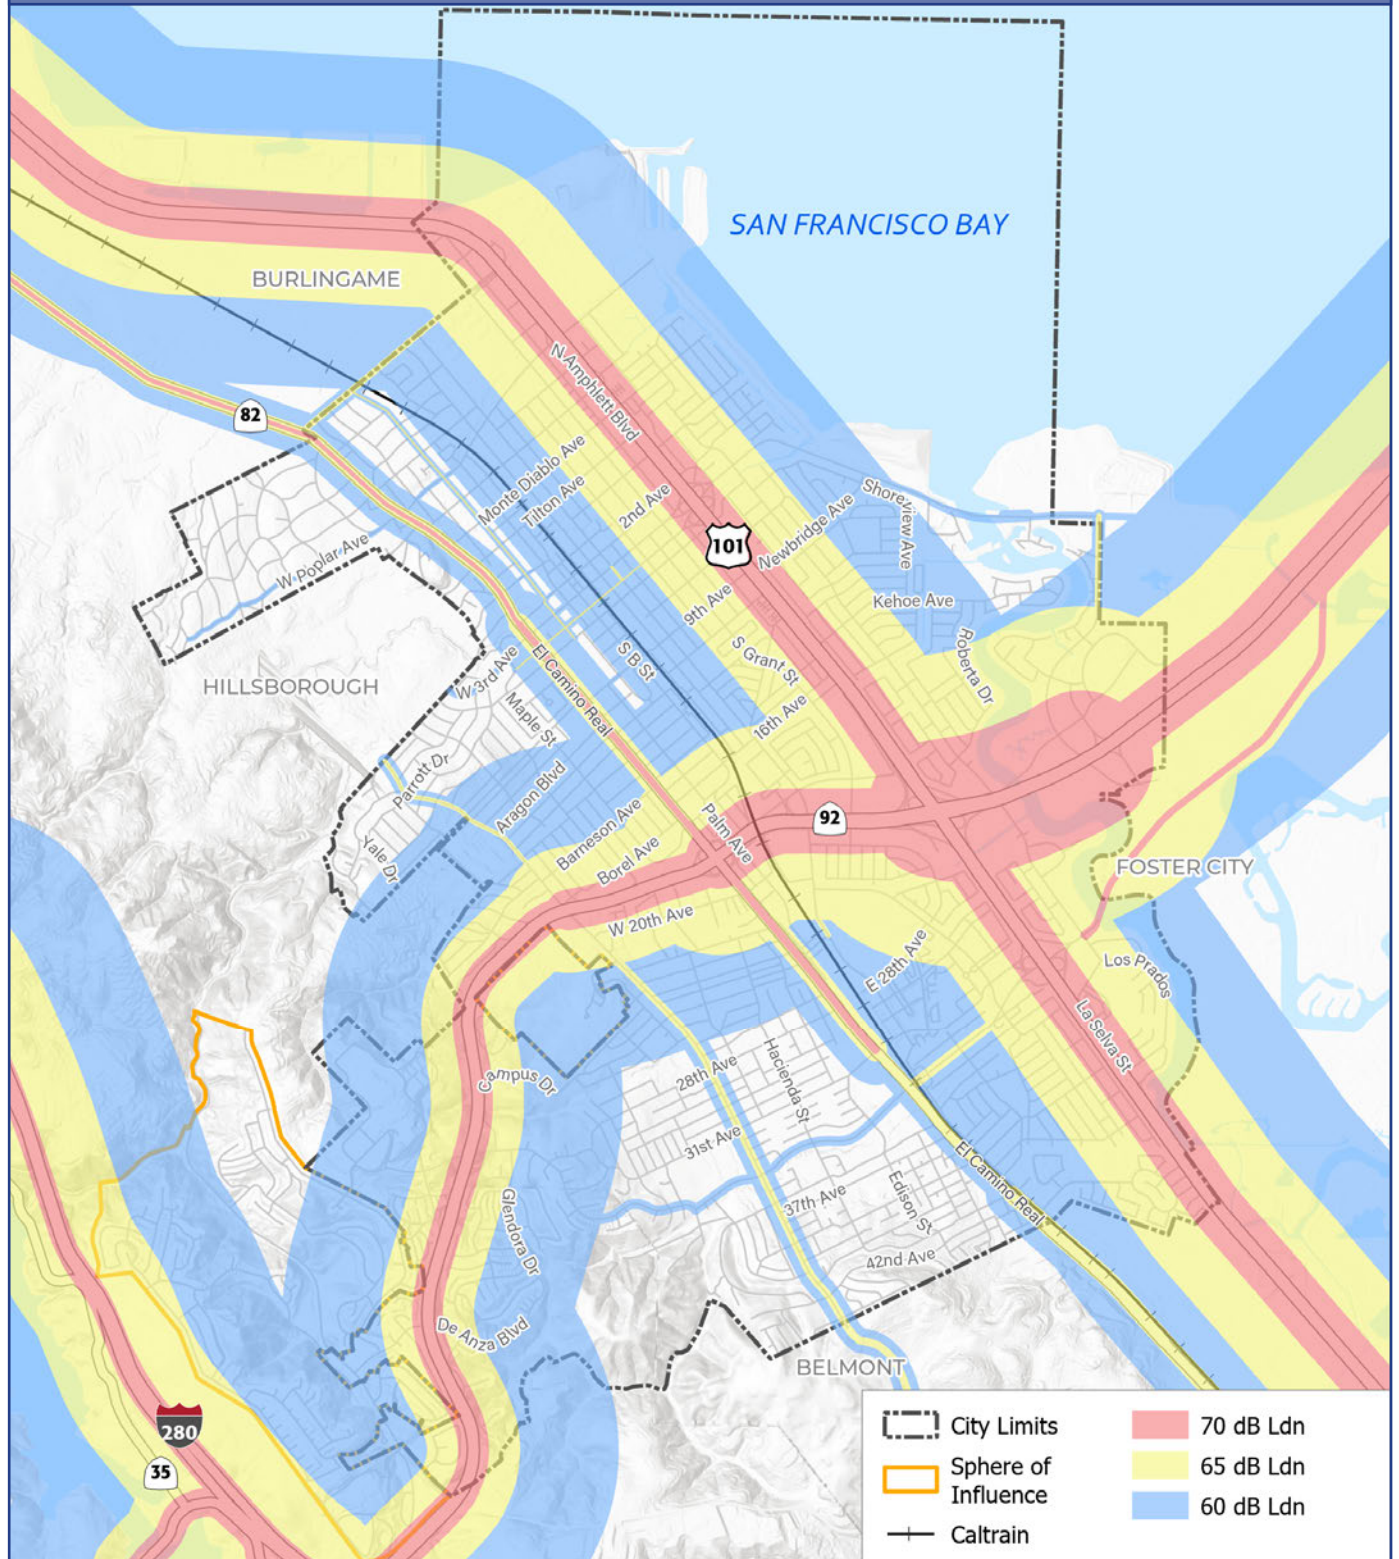 SAN FRANCISCO BAY
BURLINGAME
82
N Amphlett Blvd
Monte Diablo Ave
Tilton Ave
2nd Ave
Shoreview Ave
Newbridge Ave
101
W Poplar Ave
9th Ave
Kehoe Ave
Roberta Dr
S Grant St
S B St
El Camino Real
W 3rd Ave
HILLSBOROUGH
Maple St
16th Ave
Parrott Dr
Aragon Blvd
Barneson Ave
Palm Ave
92
Borel Ave
Yale Dr
FOSTER CITY
W 20th Ave
E 28th Ave
Los Prados
La Selva St
Hacienda St
28th Ave
Campus Dr
31st Ave
El Camino Real
37th Ave
Edison St
Glendora Dr
42nd Ave
De Anza Blvd
BELMONT
280
35
City Limits
Sphere of
Influence
Caltrain
70 dB Ldn
65 dB Ldn
60 dB Ldn